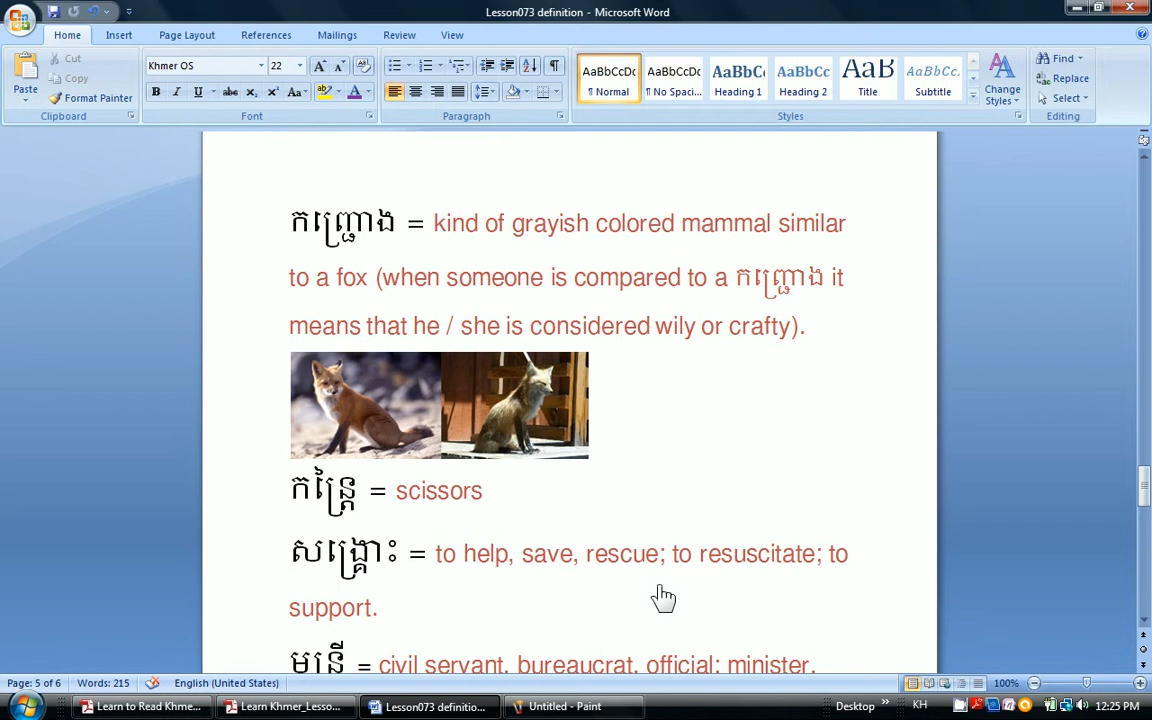 Lesson073 definition - Microsoft Word
Home Insert Page Layout References Mailings Review View
Paste
Cut
Copy
Format Painter
Clipboard
Khmer OS 22
Font
Paragraph
AaBbCcDc AaBbCcDc AaBbC AaBbCc AaB AaBbCc.
¶ Normal ¶ No Spaci... Heading 1 Heading 2 Title Subtitle
Change Styles
Styles
Find
Replace
Select
Editing
កញ្ជ្រោង = kind of grayish colored mammal similar
to a fox (when someone is compared to a កញ្ជ្រោង it
means that he / she is considered wily or crafty).
កន្ត្រៃ = scissors
សង្គ្រោះ = to help, save, rescue; to resuscitate; to
support.
មន្ត្រី = civil servant, bureaucrat, official; minister.
Page: 5 of 6 Words: 215 English (United States) 100%
Learn to Read Khme... Learn Khmer_Lesso... Lesson073 definitio... Untitled - Paint Desktop » KH 12:25 PM